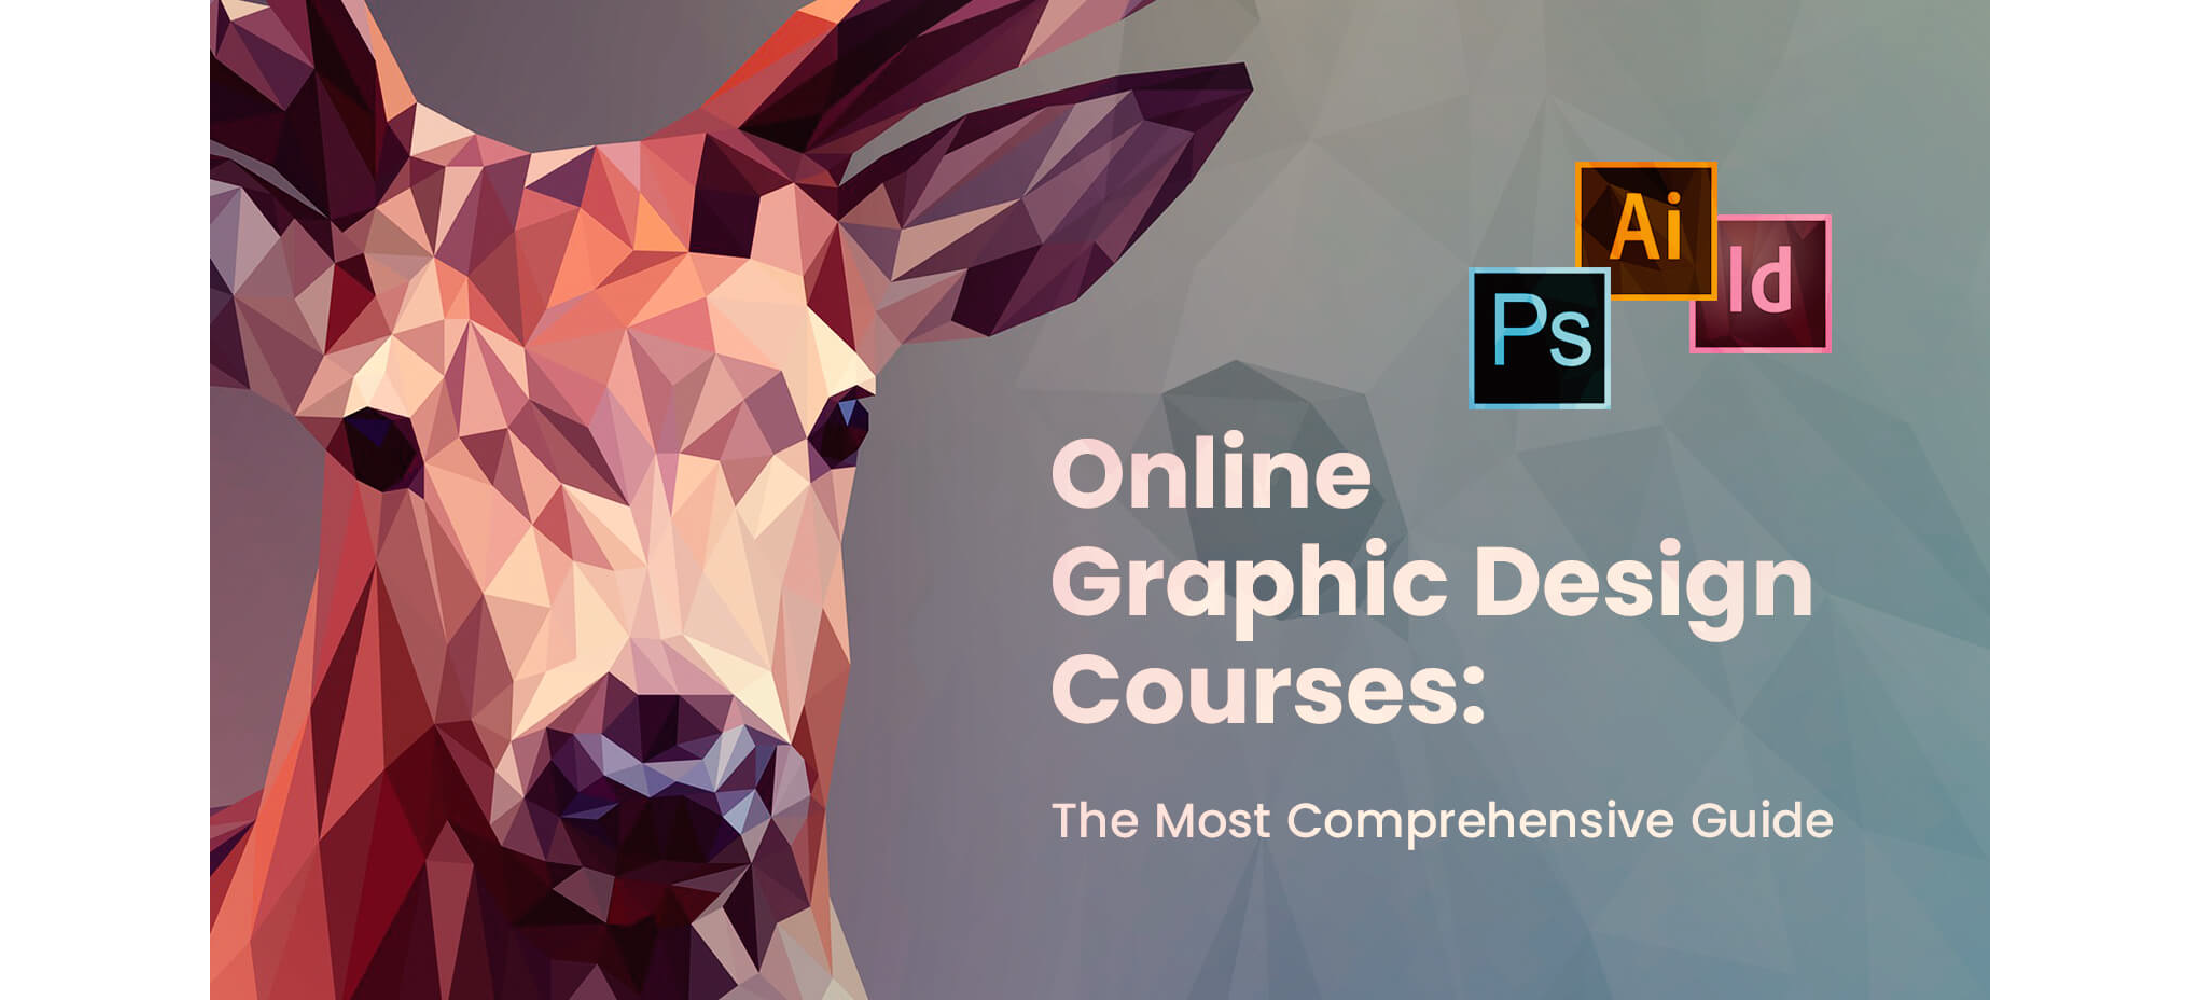 Ai
Id
Ps
Online
Graphic Design
Courses:
The Most Comprehensive Guide